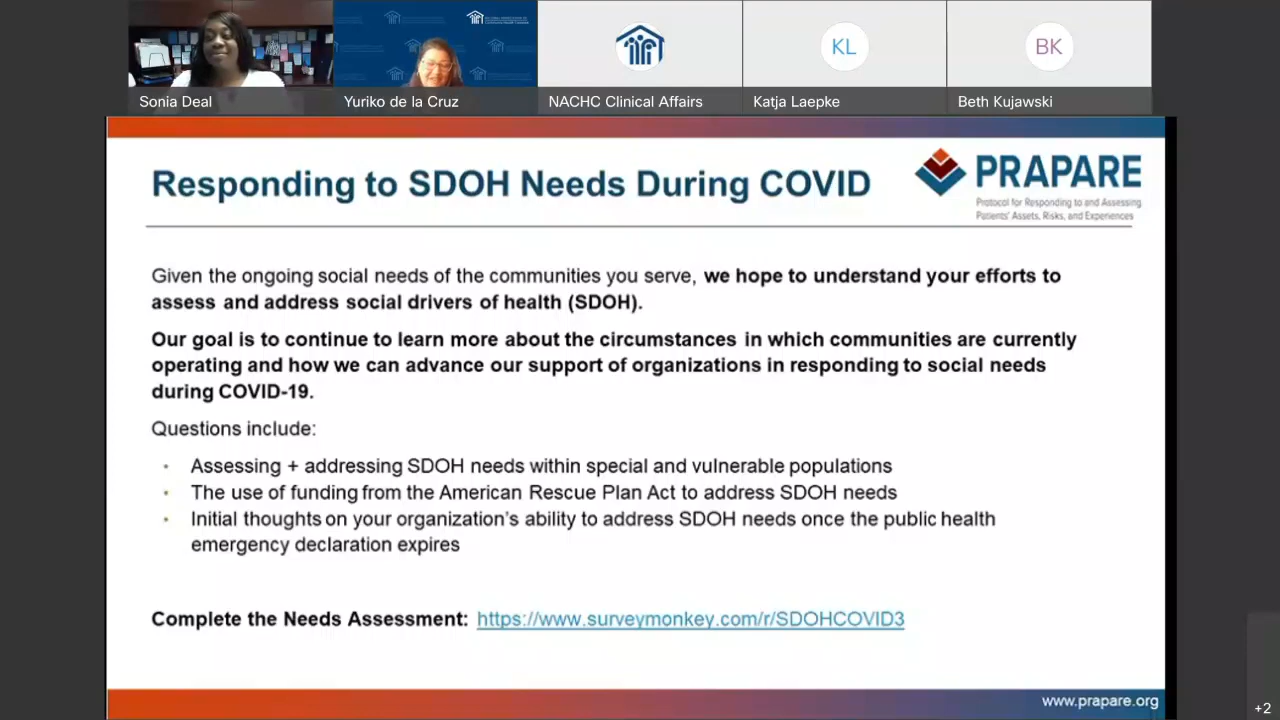 Sonia Deal
Yuriko de la Cruz
NACHC Clinical Affairs
KL
Katja Laepke
BK
Beth Kujawski
Responding to SDOH Needs During COVID
PRAPARE
Protocol for Responding to and Assessing
Patients' Assets, Risks, and Experiences
Given the ongoing social needs of the communities you serve, we hope to understand your efforts to
assess and address social drivers of health (SDOH).
Our goal is to continue to learn more about the circumstances in which communities are currently
operating and how we can advance our support of organizations in responding to social needs
during COVID-19.
Questions include:
• Assessing + addressing SDOH needs within special and vulnerable populations
• The use of funding from the American Rescue Plan Act to address SDOH needs
• Initial thoughts on your organization's ability to address SDOH needs once the public health
emergency declaration expires
Complete the Needs Assessment: https://www.surveymonkey.com/r/SDOHCOVID3
www.prapare.org
+2